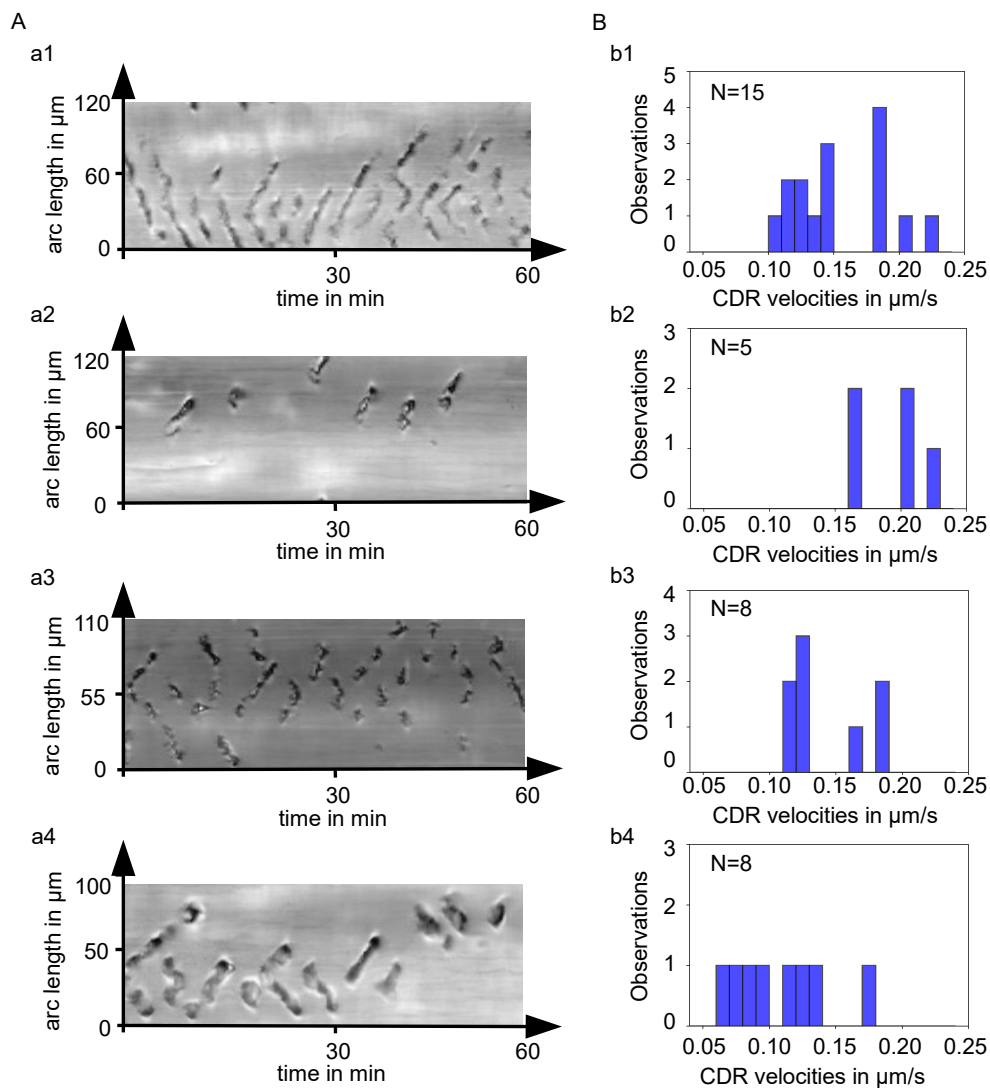 A
a1
120
60
0
arc length in µm
30
60
time in min
a2
120
60
0
arc length in µm
30
60
time in min
a3
110
55
0
arc length in µm
30
60
time in min
a4
100
50
0
arc length in µm
30
60
time in min
B
b1
N=15
5
4
3
2
1
0
Observations
0.05 0.10 0.15 0.20 0.25
CDR velocities in µm/s
b2
N=5
3
2
1
0
Observations
0.05 0.10 0.15 0.20 0.25
CDR velocities in µm/s
b3
N=8
4
3
2
1
0
Observations
0.05 0.10 0.15 0.20 0.25
CDR velocities in µm/s
b4
N=8
3
2
1
0
Observations
0.05 0.10 0.15 0.20 0.25
CDR velocities in µm/s